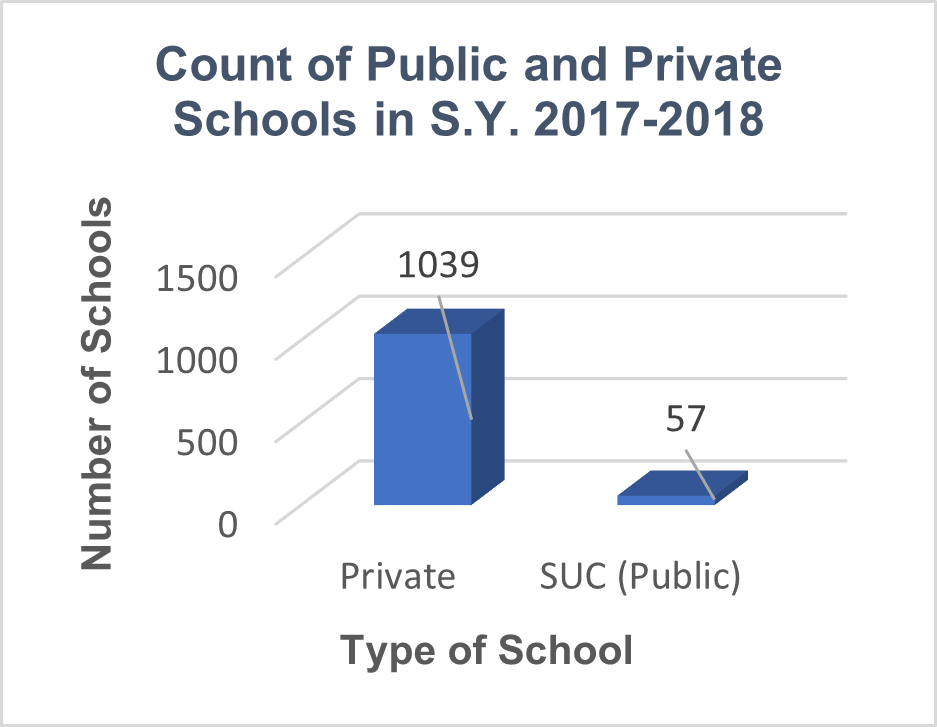 Count of Public and Private
Schools in S.Y. 2017-2018
Number of Schools
1500
1000
500
0
1039
57
Private
SUC (Public)
Type of School